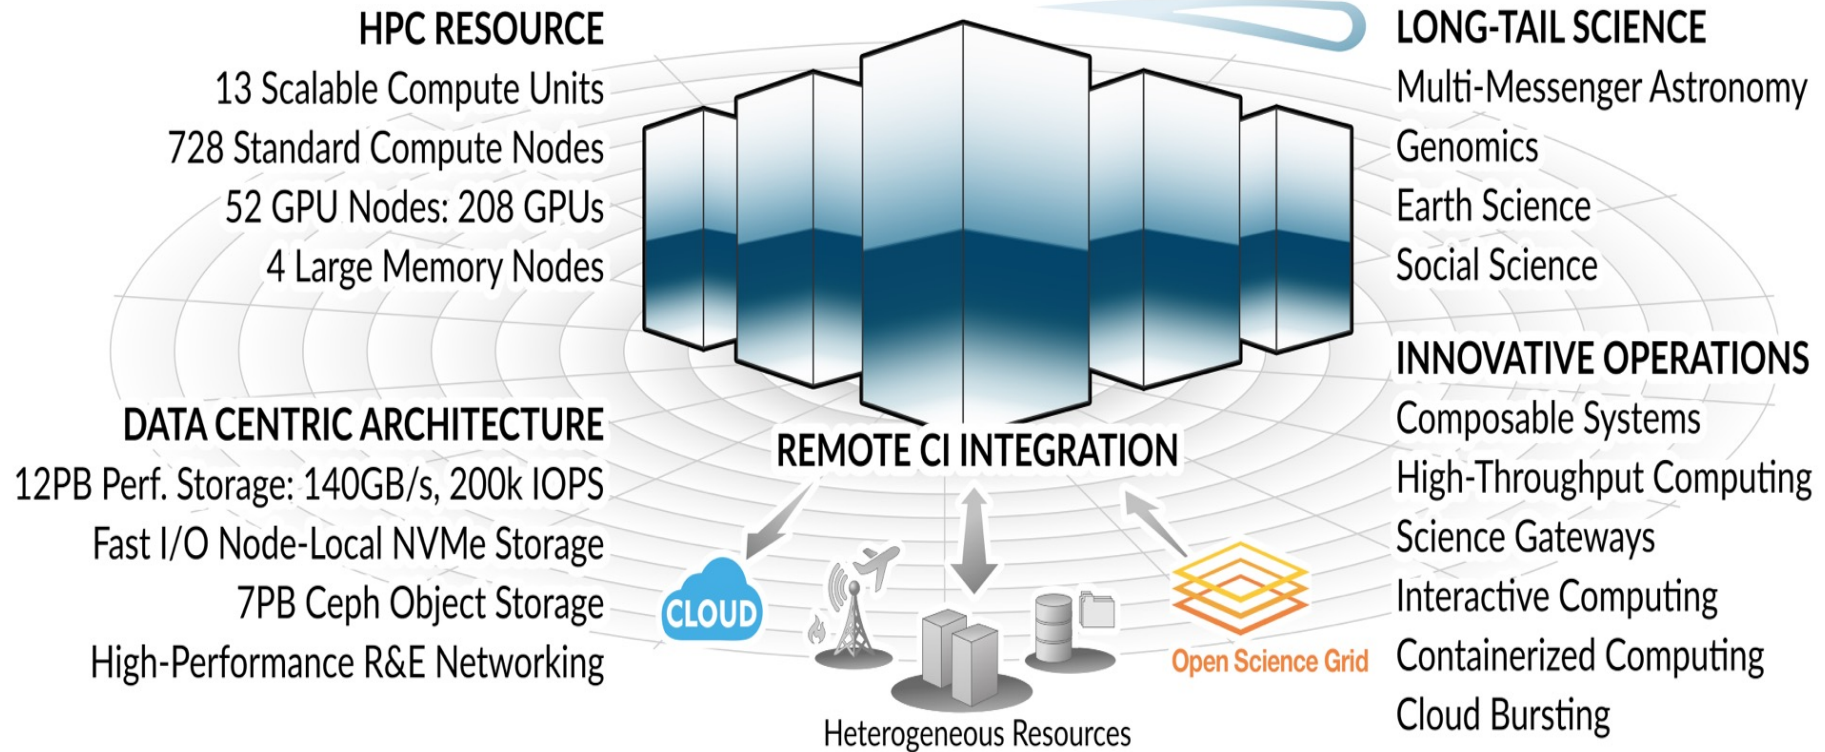 HPC RESOURCE
13 Scalable Compute Units
728 Standard Compute Nodes
52 GPU Nodes: 208 GPUs
4 Large Memory Nodes
DATA CENTRIC ARCHITECTURE
12PB Perf. Storage: 140GB/s, 200k IOPS
Fast I/O Node-Local NVMe Storage
7PB Ceph Object Storage
High-Performance R&E Networking
REMOTE CI INTEGRATION
CLOUD
Heterogeneous Resources
Open Science Grid
LONG-TAIL SCIENCE
Multi-Messenger Astronomy
Genomics
Earth Science
Social Science
INNOVATIVE OPERATIONS
Composable Systems
High-Throughput Computing
Science Gateways
Interactive Computing
Containerized Computing
Cloud Bursting